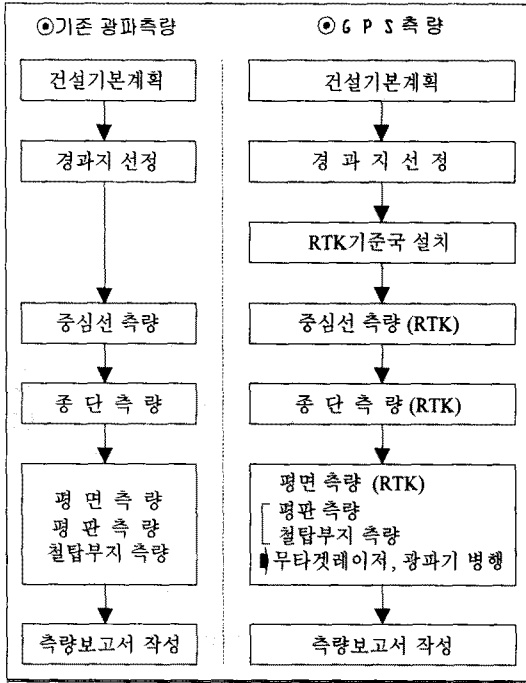 ⊙기존 광파측량
건설기본계획
경과지 선정
중심선 측량
종 단 측 량
평 면 측 량
평 판 측 량
철탑부지 측량
측량보고서 작성
⊙G P S 측 량
건설기본계획
경 과 지 선 정
RTK기준국 설치
중심선 측량 (RTK)
종 단 측 량 (RTK)
평면 측량 (RTK)
평판 측량
철탑부지 측량
무타겟레이저, 광파기 병행
측량보고서 작성